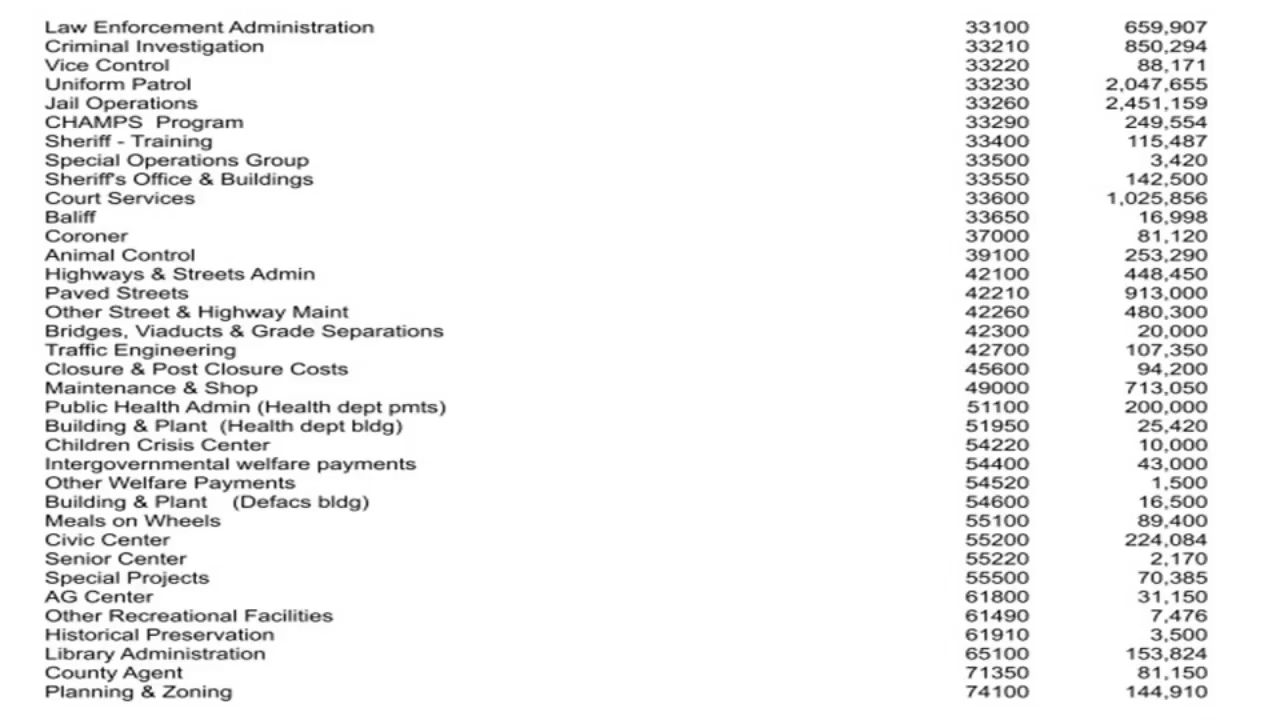 Law Enforcement Administration 33100 659,907
Criminal Investigation 33210 850,294
Vice Control 33220 88,171
Uniform Patrol 33230 2,047,655
Jail Operations 33260 2,451,159
CHAMPS Program 33290 249,554
Sheriff - Training 33400 115,487
Special Operations Group 33500 3,420
Sheriff's Office & Buildings 33550 142,500
Court Services 33600 1,025,856
Baliff 33650 16,998
Coroner 37000 81,120
Animal Control 39100 253,290
Highways & Streets Admin 42100 448,450
Paved Streets 42210 913,000
Other Street & Highway Maint 42260 480,300
Bridges, Viaducts & Grade Separations 42300 20,000
Traffic Engineering 42700 107,350
Closure & Post Closure Costs 45600 94,200
Maintenance & Shop 49000 713,050
Public Health Admin (Health dept pmts) 51100 200,000
Building & Plant (Health dept bldg) 51950 25,420
Children Crisis Center 54220 10,000
Intergovernmental welfare payments 54400 43,000
Other Welfare Payments 54520 1,500
Building & Plant (Defacs bldg) 54600 16,500
Meals on Wheels 55100 89,400
Civic Center 55200 224,084
Senior Center 55220 2,170
Special Projects 55500 70,385
AG Center 61800 31,150
Other Recreational Facilities 61490 7,476
Historical Preservation 61910 3,500
Library Administration 65100 153,824
County Agent 71350 81,150
Planning & Zoning 74100 144,910